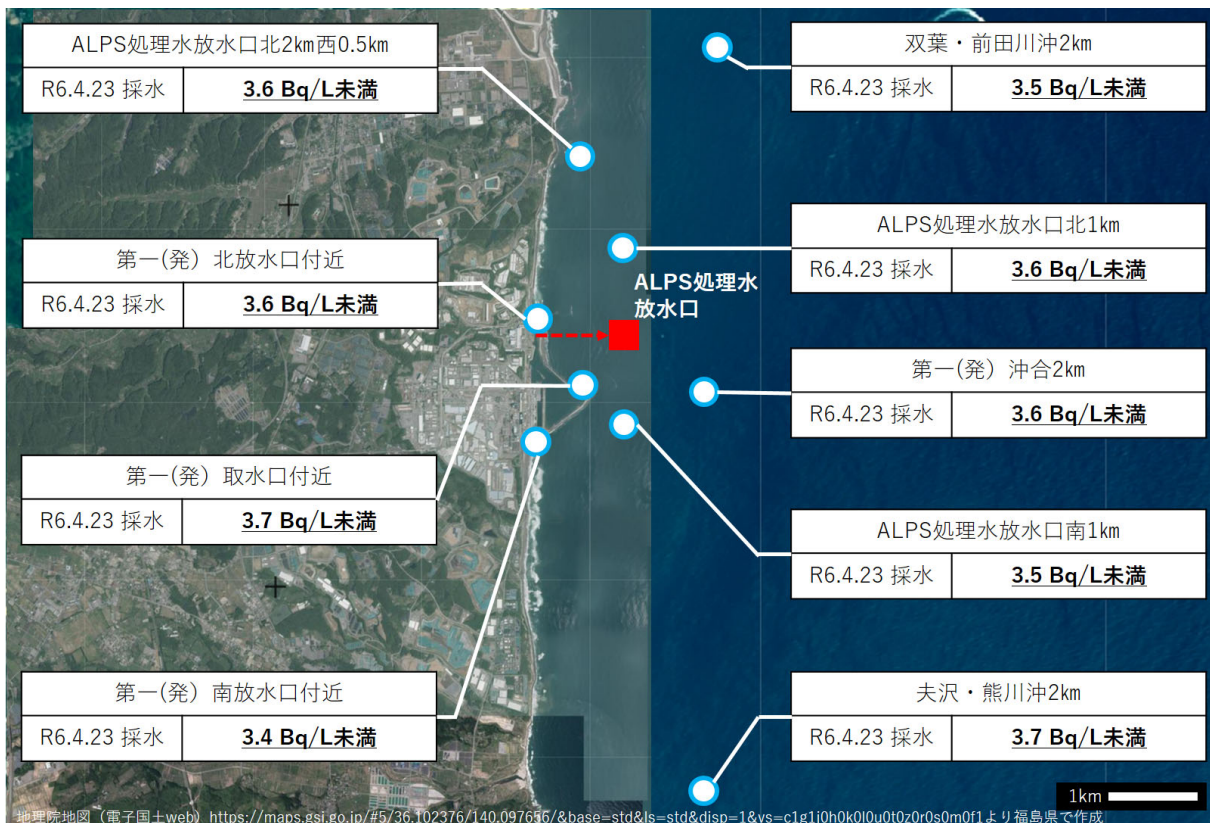 ALPS処理水放水口北2km西0.5km
R6.4.23 採水 3.6 Bq/L未満
双葉・前田川沖2km
R6.4.23 採水 3.5 Bq/L未満
ALPS処理水放水口北1km
R6.4.23 採水 3.6 Bq/L未満
第一(発) 北放水口付近
R6.4.23 採水 3.6 Bq/L未満
ALPS処理水
放水口
第一(発) 沖合2km
R6.4.23 採水 3.6 Bq/L未満
第一(発) 取水口付近
R6.4.23 採水 3.7 Bq/L未満
ALPS処理水放水口南1km
R6.4.23 採水 3.5 Bq/L未満
第一(発) 南放水口付近
R6.4.23 採水 3.4 Bq/L未満
夫沢・熊川沖2km
R6.4.23 採水 3.7 Bq/L未満
1km
地理院地図（電子国土web）https://maps.gsi.go.jp/#5/36.102376/140.097656/&base=std&ls=std&disp=1&vs=c1g1j0h0k0l0u0t0z0r0s0m0f1より福島県で作成